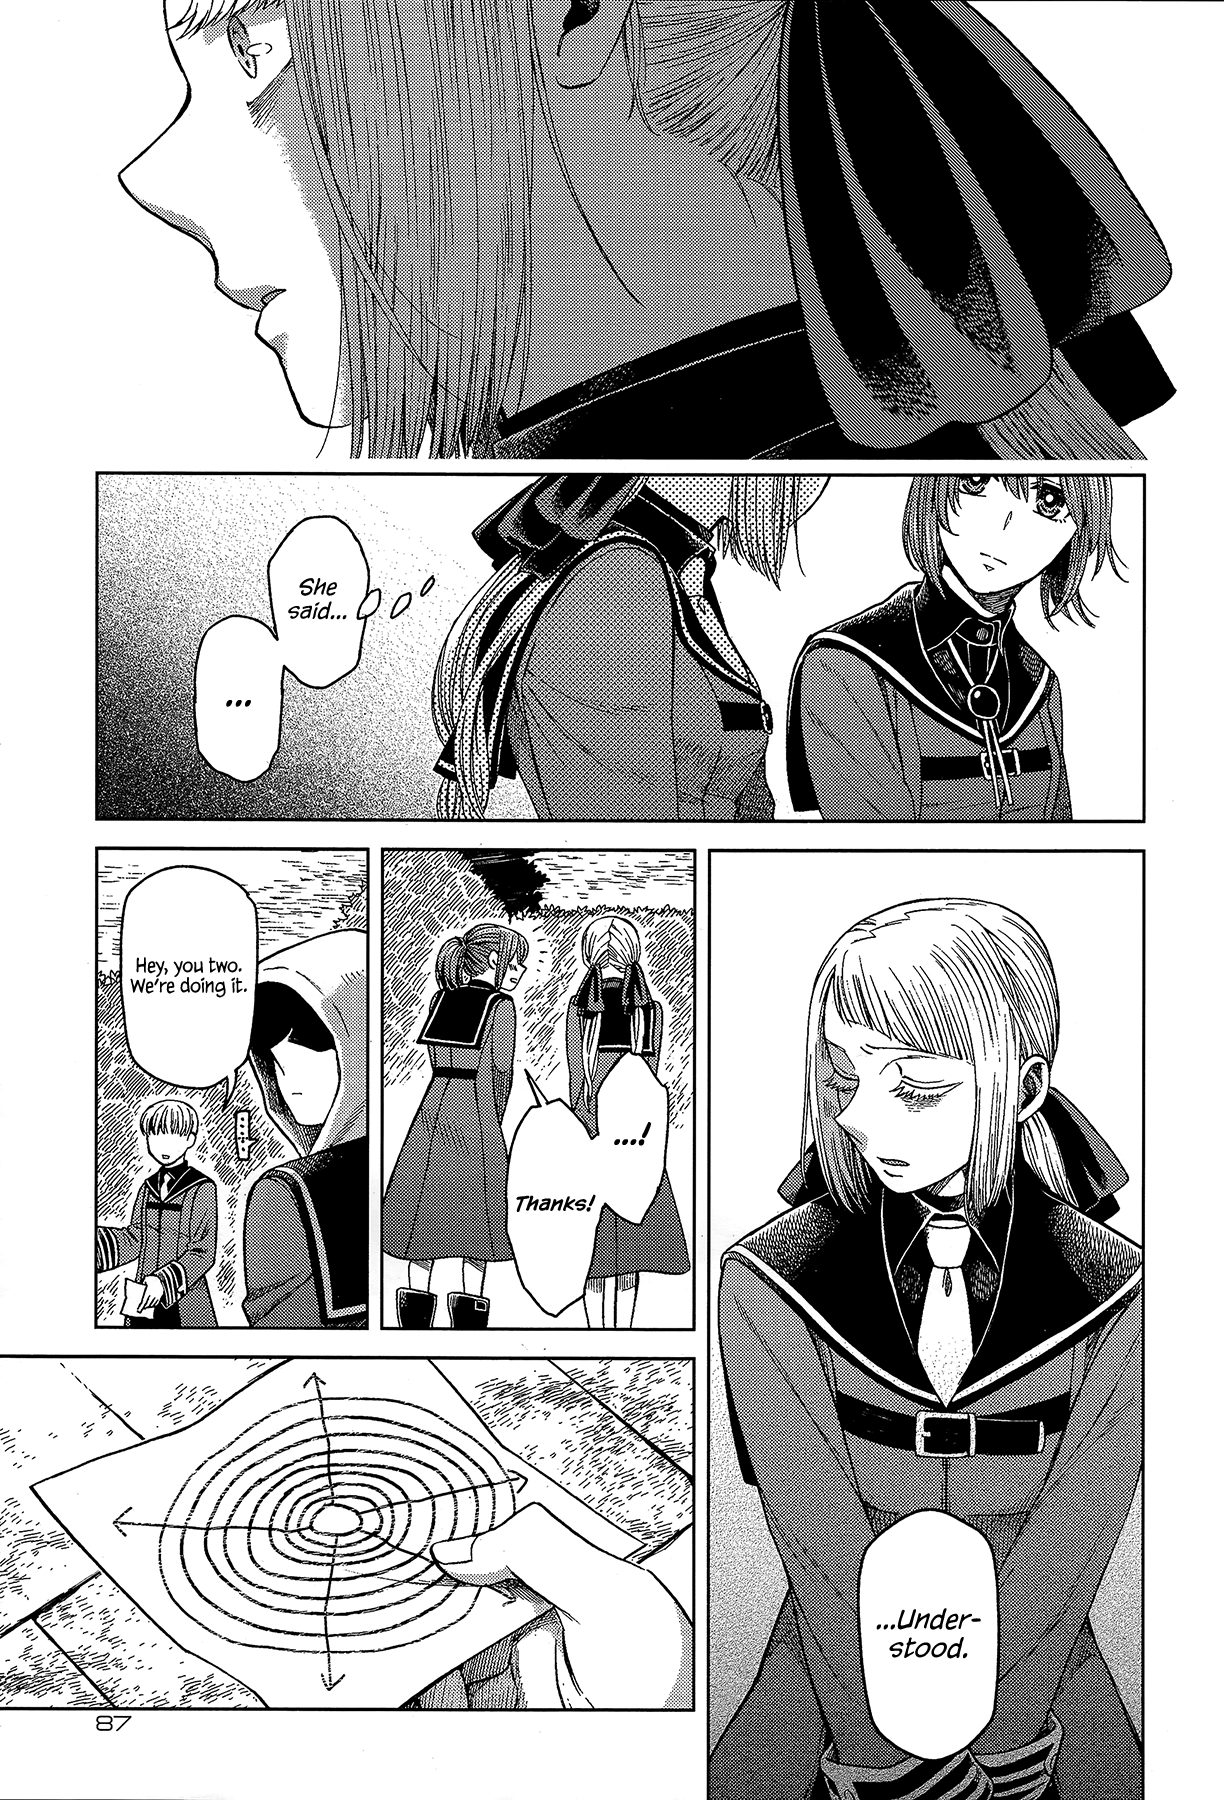 She
said...
...
...Under-
stood.
....!
Thanks!
Hey, you two.
We're doing it.
......
87